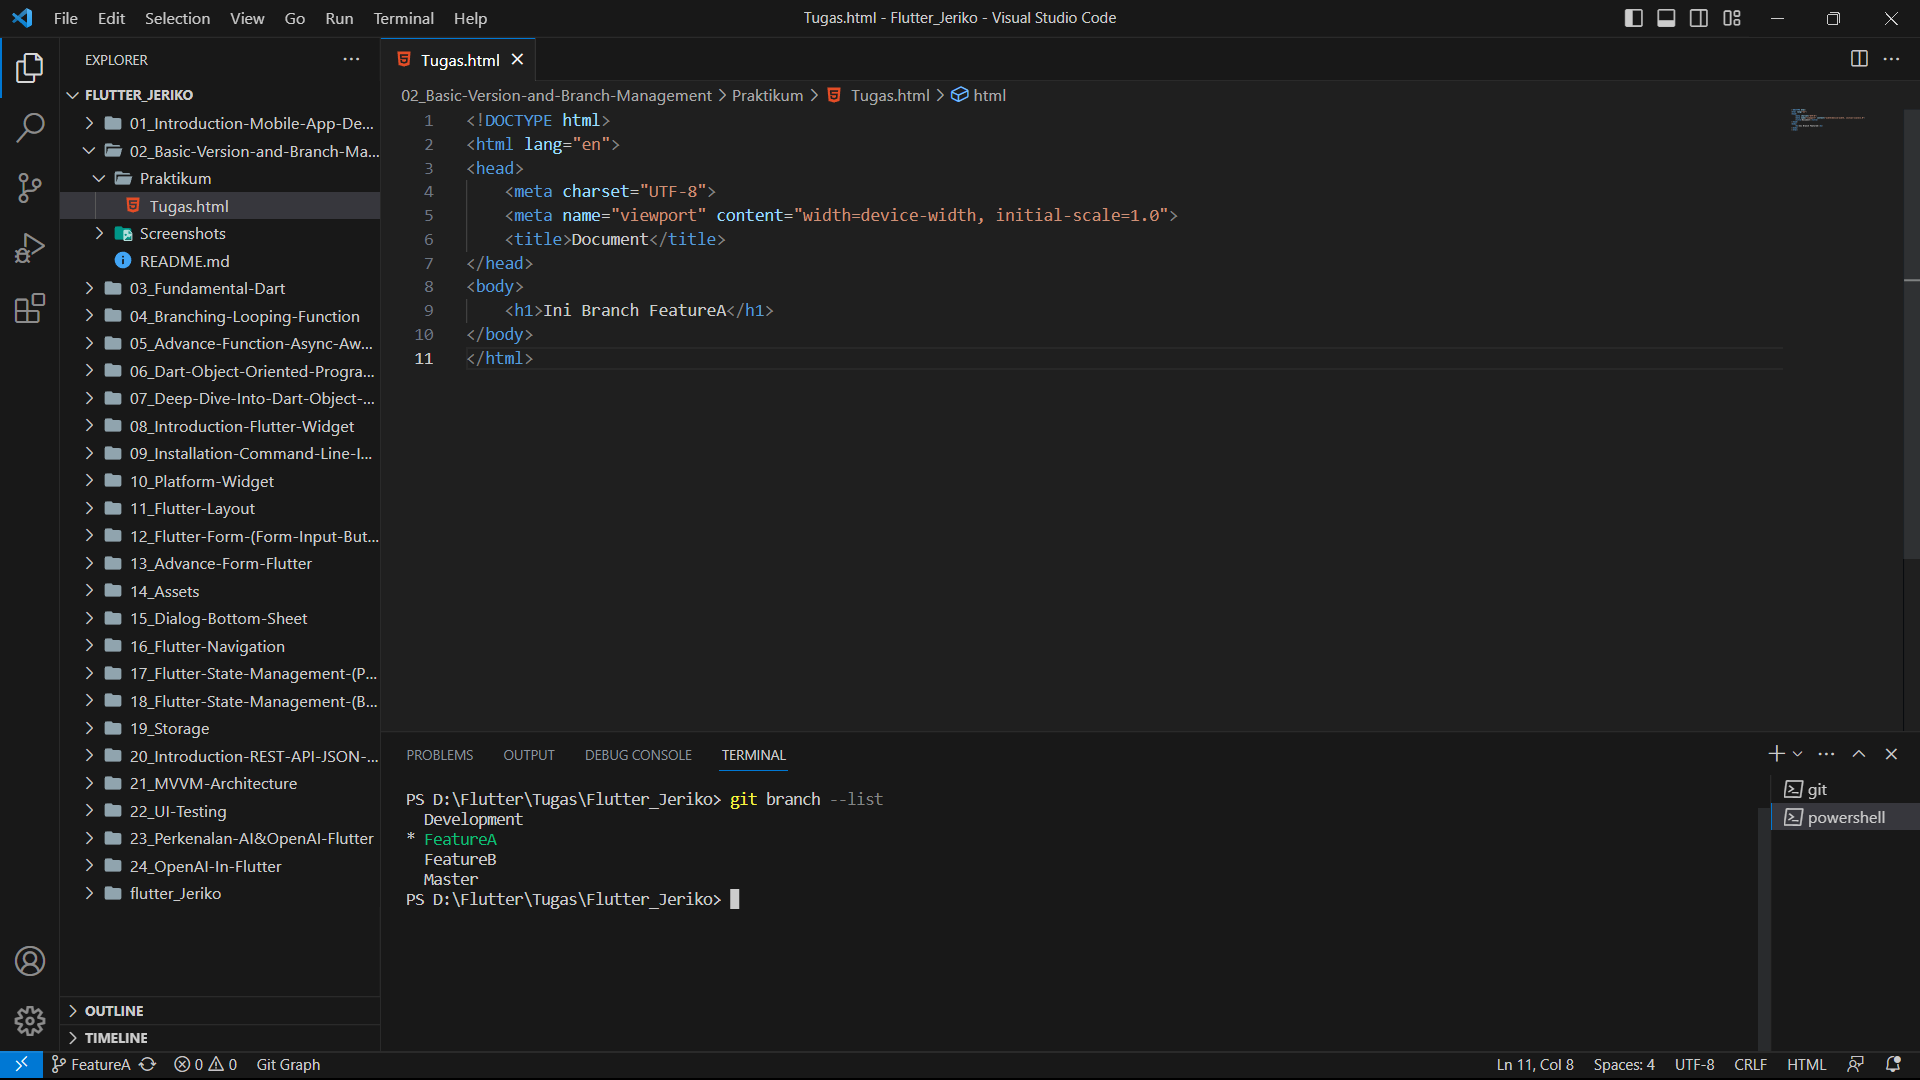 File Edit Selection View Go Run Terminal Help
Tugas.html - Flutter_Jeriko - Visual Studio Code
EXPLORER
FLUTTER_JERIKO
01_Introduction-Mobile-App-De...
02_Basic-Version-and-Branch-Ma...
Praktikum
Tugas.html
Screenshots
README.md
03_Fundamental-Dart
04_Branching-Looping-Function
05_Advance-Function-Async-Aw...
06_Dart-Object-Oriented-Progra...
07_Deep-Dive-Into-Dart-Object-...
08_Introduction-Flutter-Widget
09_Installation-Command-Line-I...
10_Platform-Widget
11_Flutter-Layout
12_Flutter-Form-(Form-Input-But...
13_Advance-Form-Flutter
14_Assets
15_Dialog-Bottom-Sheet
16_Flutter-Navigation
17_Flutter-State-Management-(P...
18_Flutter-State-Management-(B...
19_Storage
20_Introduction-REST-API-JSON-...
21_MVVM-Architecture
22_UI-Testing
23_Perkenalan-AI&OpenAI-Flutter
24_OpenAI-In-Flutter
flutter_Jeriko
OUTLINE
TIMELINE
Tugas.html
02_Basic-Version-and-Branch-Management > Praktikum > Tugas.html > html
1 <!DOCTYPE html>
2 <html lang="en">
3 <head>
4 <meta charset="UTF-8">
5 <meta name="viewport" content="width=device-width, initial-scale=1.0">
6 <title>Document</title>
7 </head>
8 <body>
9 <h1>Ini Branch FeatureA</h1>
10 </body>
11 </html>
PROBLEMS OUTPUT DEBUG CONSOLE TERMINAL
PS D:\Flutter\Tugas\Flutter_Jeriko> git branch --list
Development
* FeatureA
FeatureB
Master
PS D:\Flutter\Tugas\Flutter_Jeriko>
git
powershell
FeatureA 0 0 Git Graph
Ln 11, Col 8 Spaces: 4 UTF-8 CRLF HTML